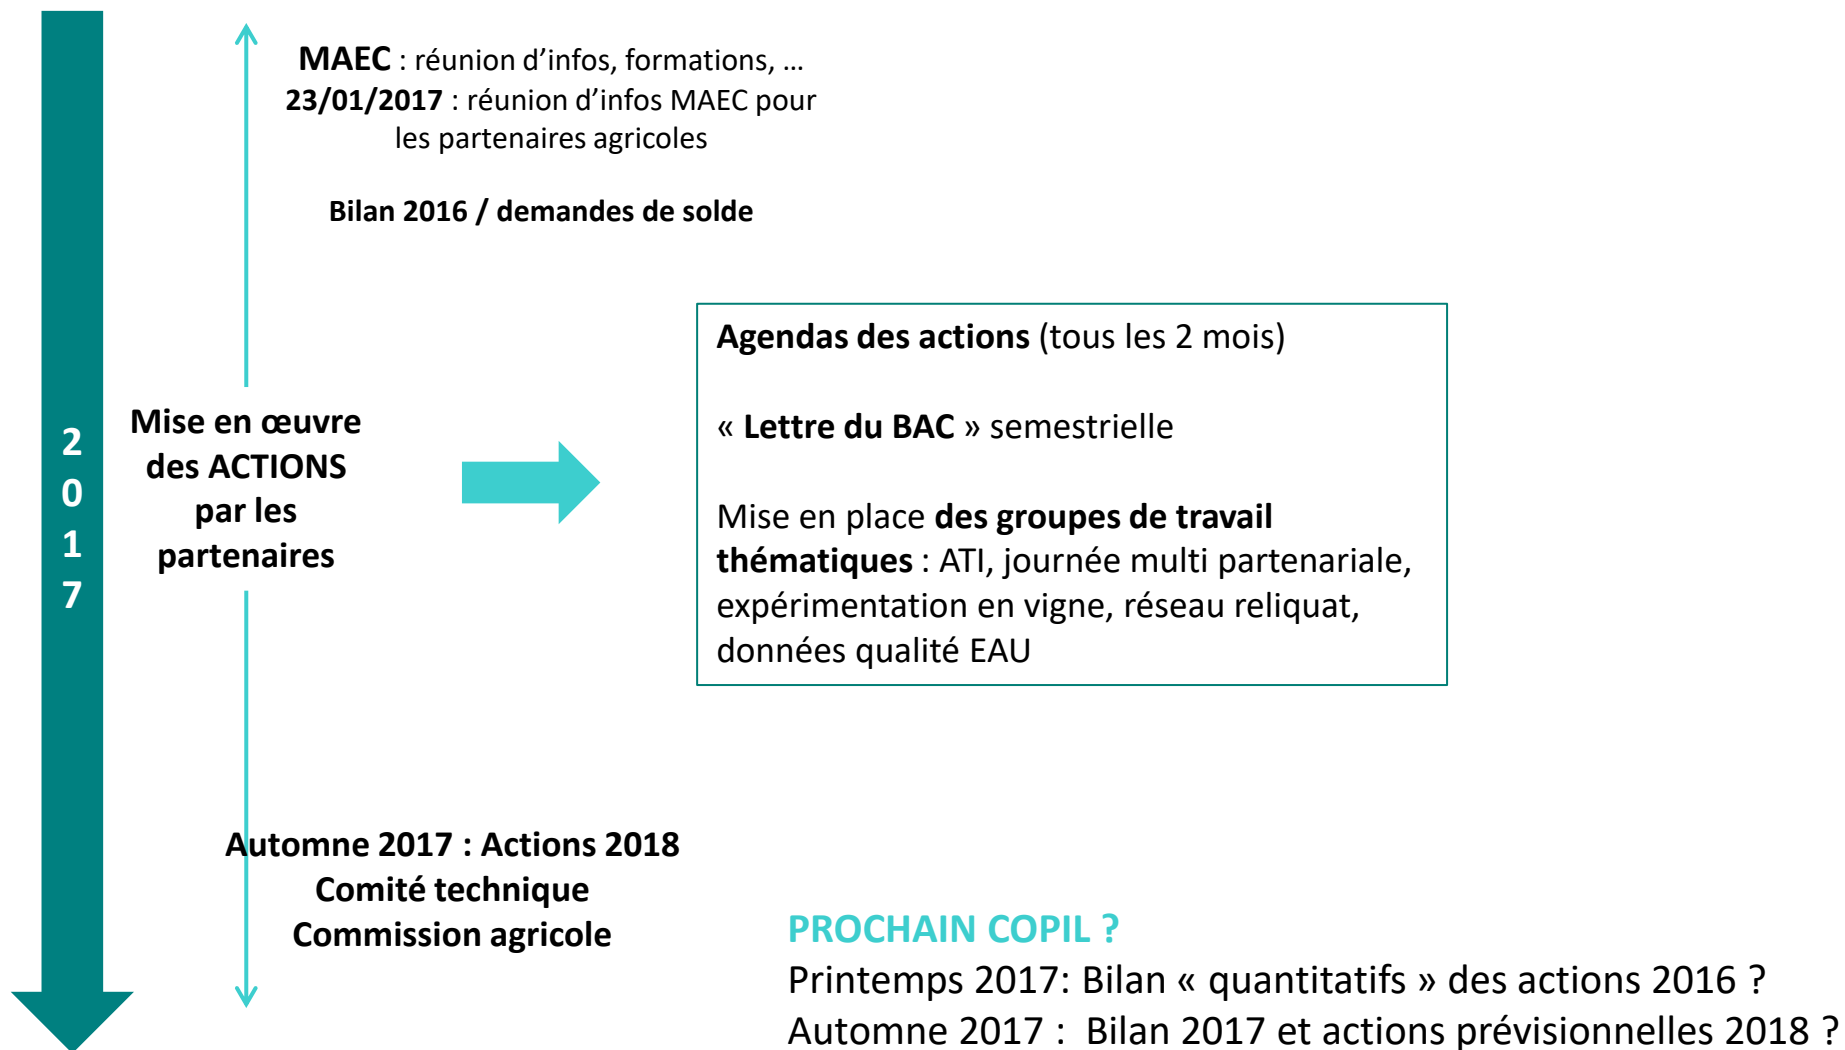 MAEC : réunion d’infos, formations, …
23/01/2017 : réunion d’infos MAEC pour
les partenaires agricoles
Bilan 2016 / demandes de solde
2
0
1
7
Mise en œuvre
des ACTIONS
par les
partenaires
Agendas des actions (tous les 2 mois)
« Lettre du BAC » semestrielle
Mise en place des groupes de travail
thématiques : ATI, journée multi partenariale,
expérimentation en vigne, réseau reliquat,
données qualité EAU
Automne 2017 : Actions 2018
Comité technique
Commission agricole
PROCHAIN COPIL ?
Printemps 2017: Bilan « quantitatifs » des actions 2016 ?
Automne 2017 : Bilan 2017 et actions prévisionnelles 2018 ?